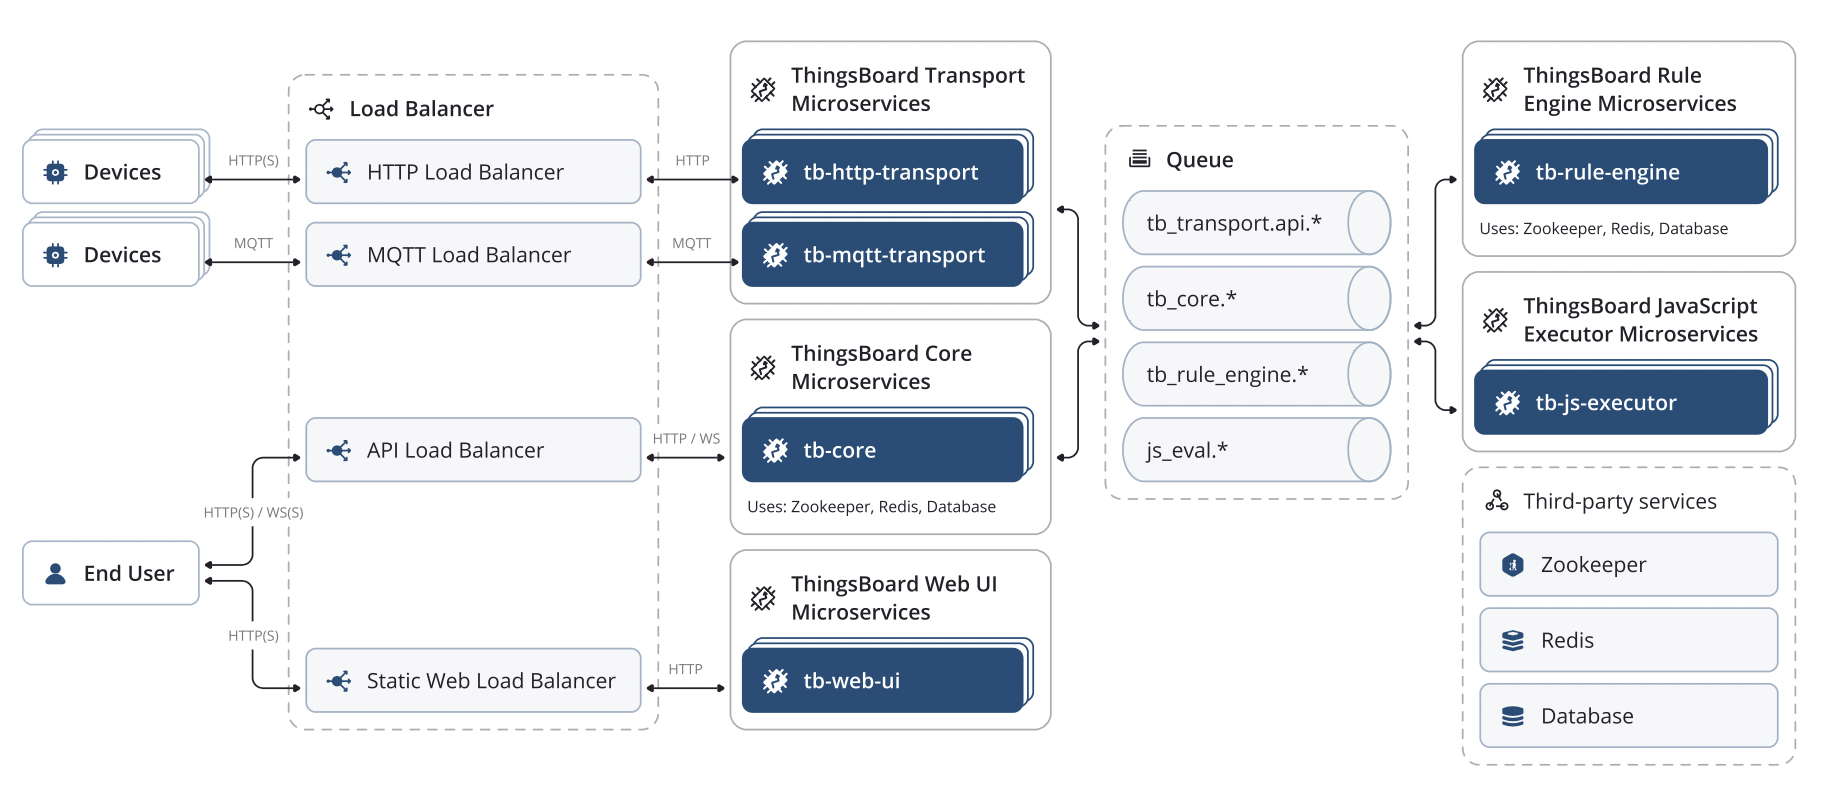 Devices
Devices
End User
HTTP(S)
MQTT
HTTP(S) / WS(S)
HTTP(S)
Load Balancer
HTTP Load Balancer
MQTT Load Balancer
API Load Balancer
Static Web Load Balancer
HTTP
MQTT
HTTP / WS
HTTP
ThingsBoard Transport
Microservices
tb-http-transport
tb-mqtt-transport
ThingsBoard Core
Microservices
tb-core
Uses: Zookeeper, Redis, Database
ThingsBoard Web UI
Microservices
tb-web-ui
Queue
tb_transport.api.*
tb_core.*
tb_rule_engine.*
js_eval.*
ThingsBoard Rule
Engine Microservices
tb-rule-engine
Uses: Zookeeper, Redis, Database
ThingsBoard JavaScript
Executor Microservices
tb-js-executor
Third-party services
Zookeeper
Redis
Database